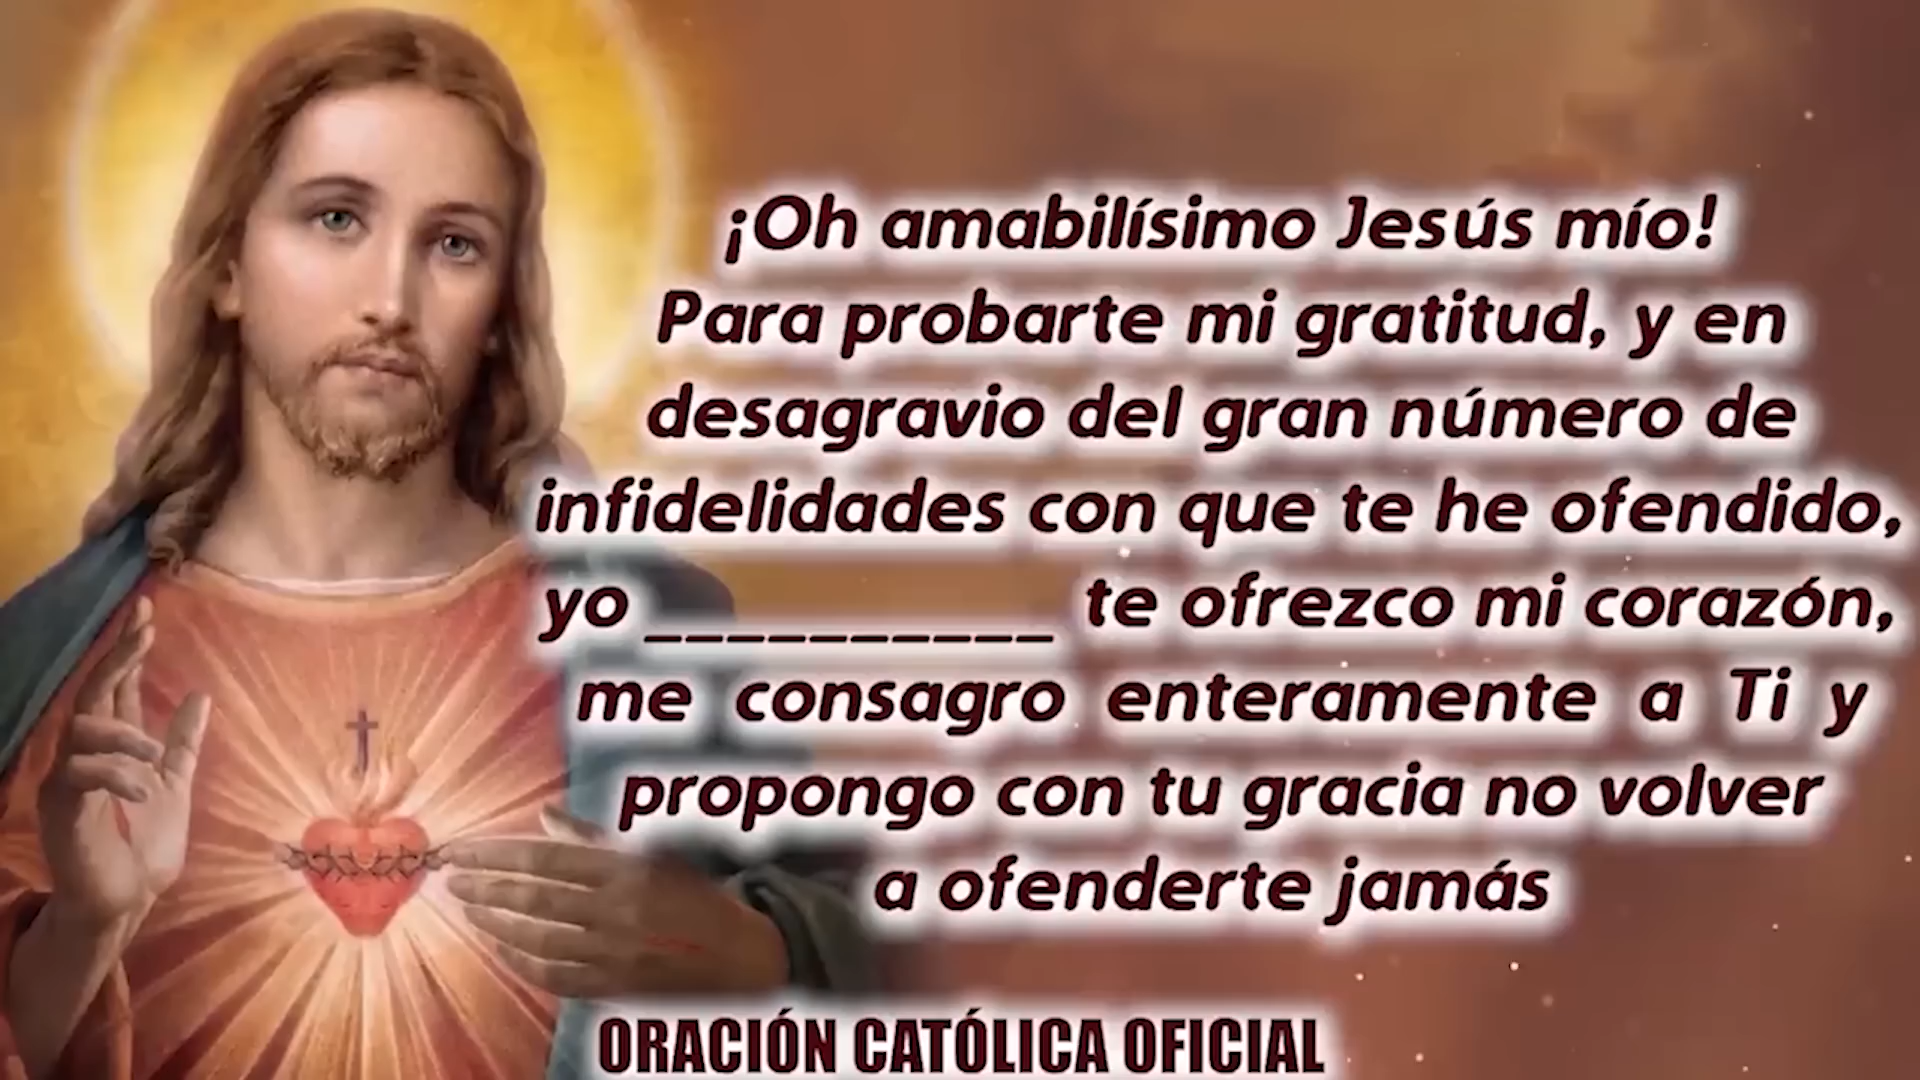 ¡Oh amabilísimo Jesús mío!
Para probarte mi gratitud, y en
desagravio del gran número de
infidelidades con que te he ofendido,
yo __________ te ofrezco mi corazón,
me consagro enteramente a Ti y
propongo con tu gracia no volver
a ofenderte jamás
ORACIÓN CATÓLICA OFICIAL